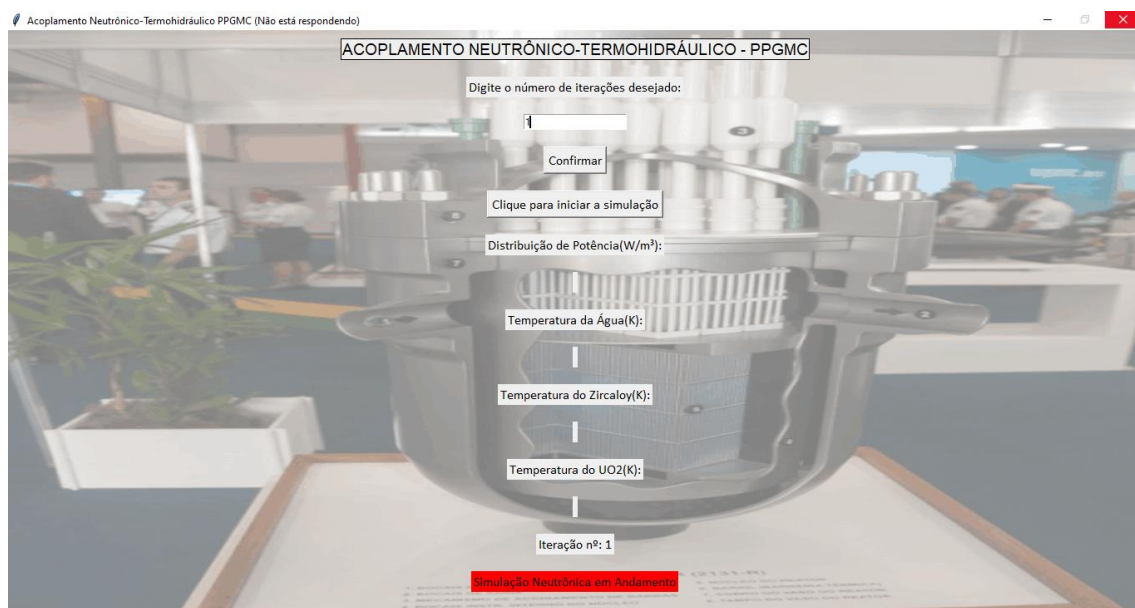 Acoplamento Neutrônico-Termohidráulico PPGMC (Não está respondendo)
ACOPLAMENTO NEUTRÔNICO-TERMOHIDRÁULICO - PPGMC
Digite o número de iterações desejado:
1
Confirmar
Clique para iniciar a simulação
Distribuição de Potência(W/m³):
Temperatura da Água(K):
Temperatura do Zircaloy(K):
Temperatura do UO2(K):
Iteração nº: 1
(2131-R)
Simulação Neutrônica em Andamento